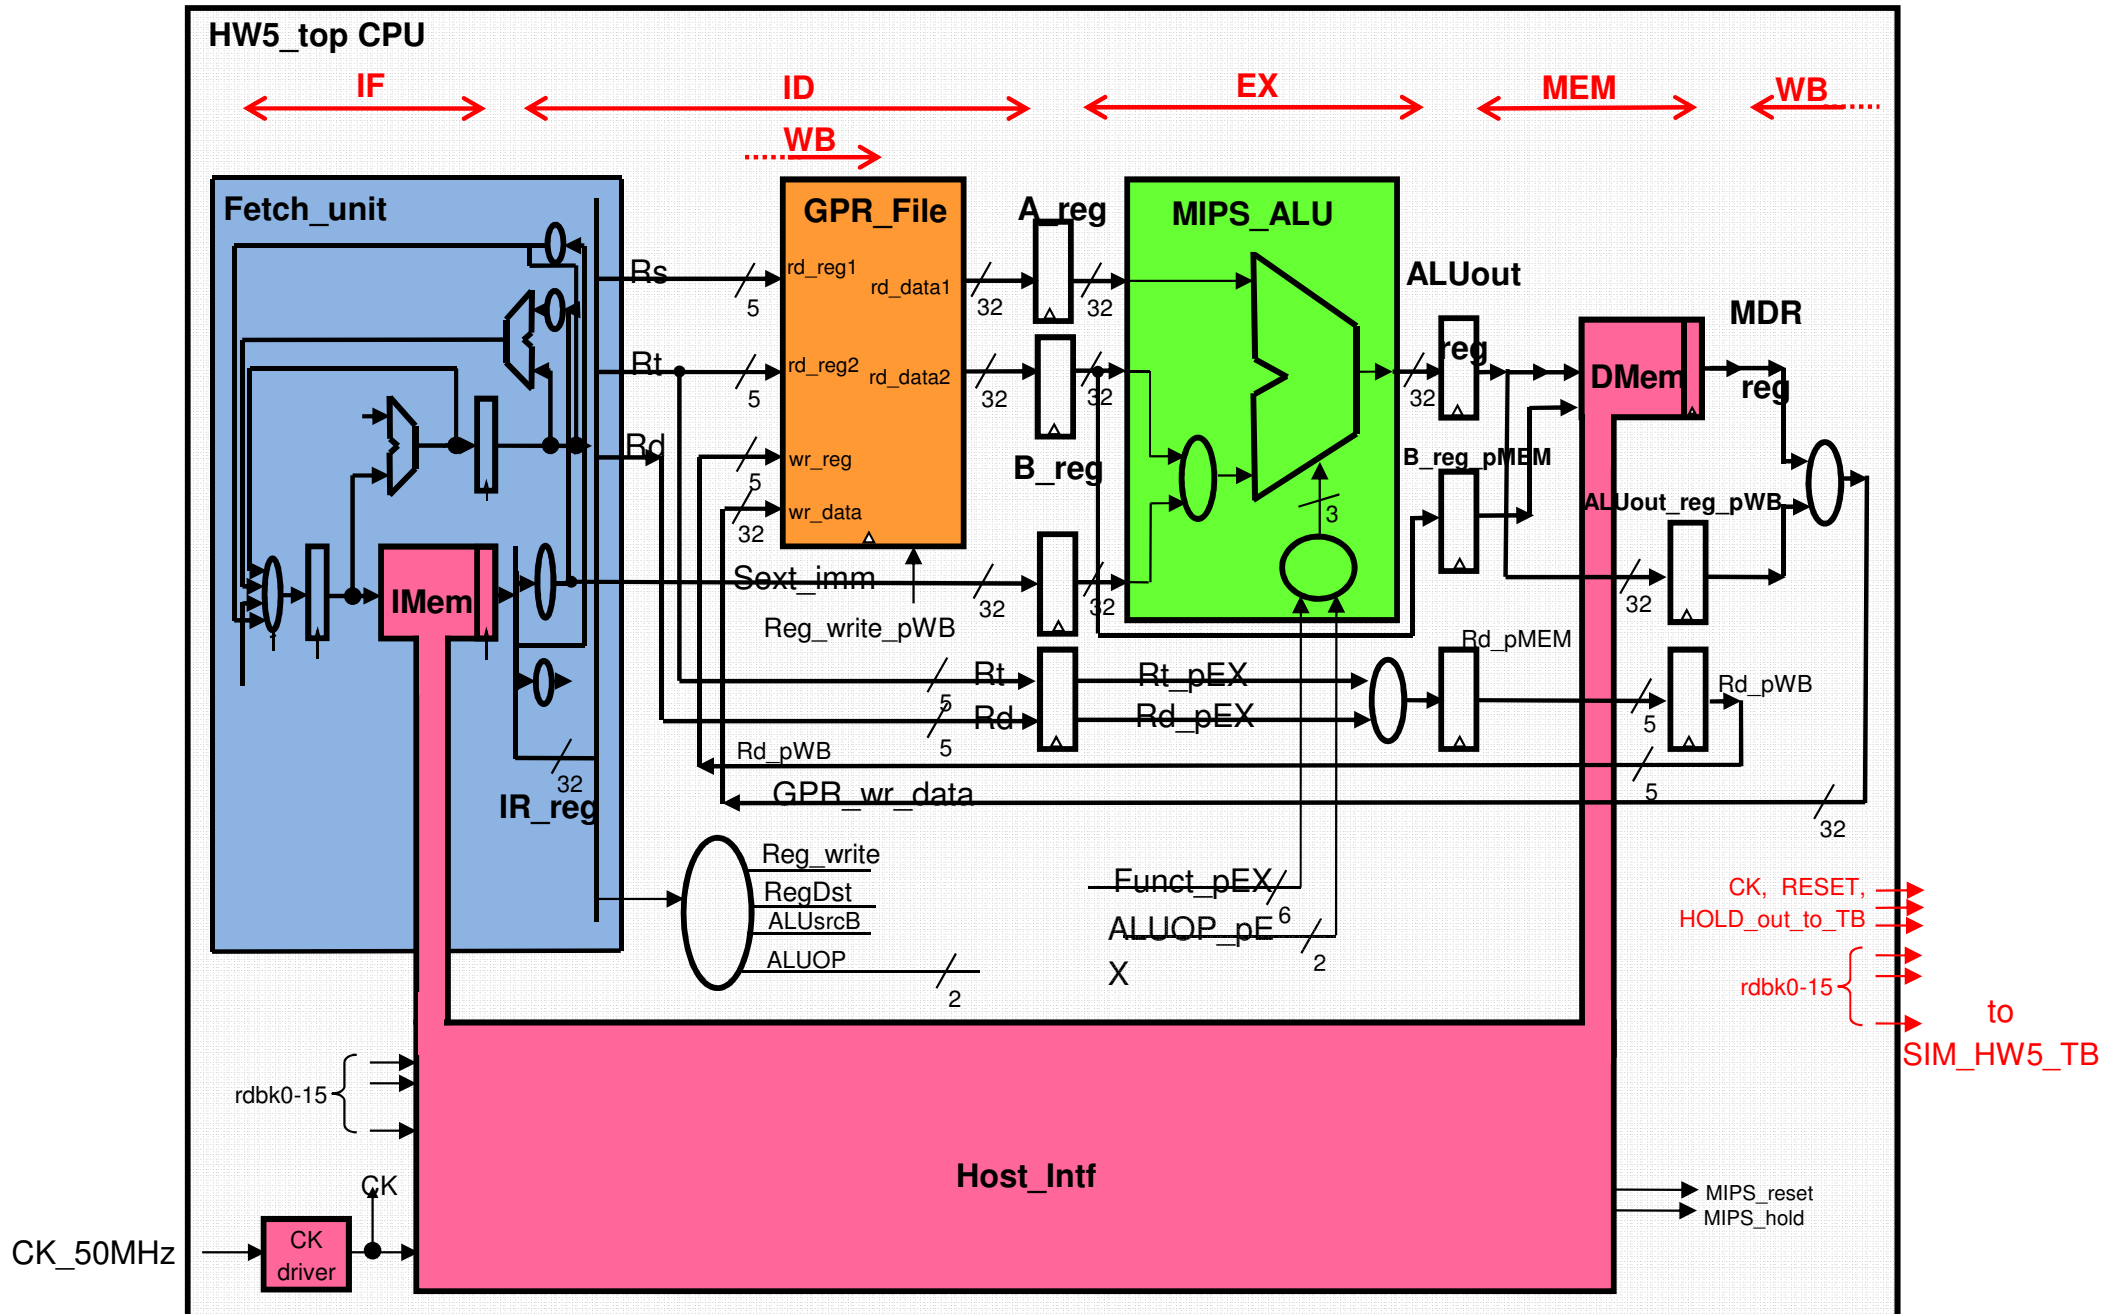 HW5_top CPU
IF
ID
EX
MEM
WB
WB
Fetch_unit
GPR_File
A_reg
MIPS_ALU
ALUout
reg
MDR
reg
Rs
5
rd_reg1
rd_data1
32
32
Rt
5
rd_reg2
rd_data2
32
32
32
DMem
Rd
5
wr_reg
B_reg
B_reg_pMEM
32
wr_data
3
ALUout_reg_pWB
IMem
Sext_imm
32
32
32
Reg_write_pWB
Rd_pMEM
5
Rt
Rt_pEX
Rd_pWB
5
Rd
Rd_pEX
5
Rd_pWB
5
32
IR_reg
GPR_wr_data
32
Reg_write
RegDst
ALUsrcB
ALUOP
2
Funct_pEX
6
ALUOP_pE
X
2
CK, RESET,
HOLD_out_to_TB
rdbk0-15
to
SIM_HW5_TB
rdbk0-15
Host_Intf
CK
MIPS_reset
MIPS_hold
CK_50MHz
CK
driver